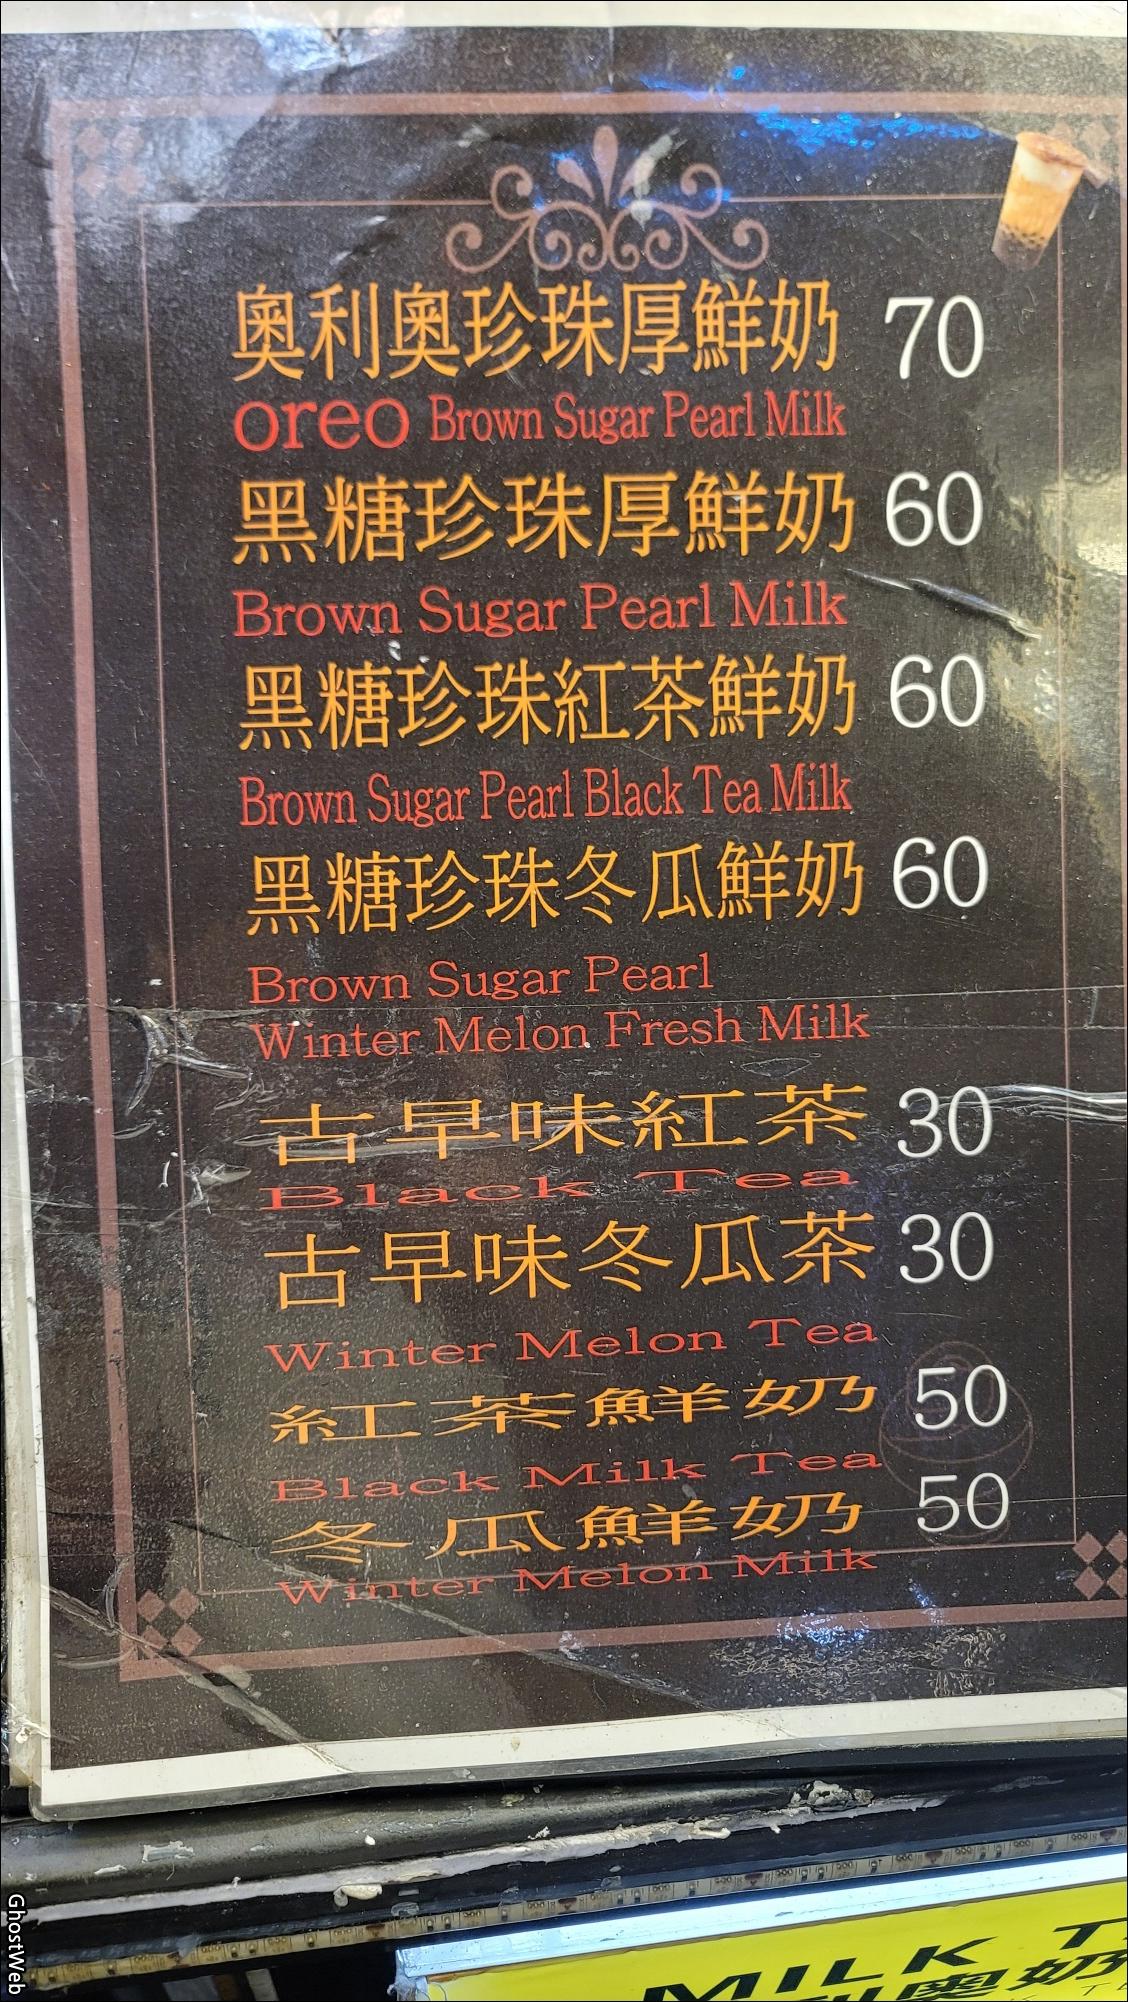 奧利奧珍珠厚鮮奶 70
oreo Brown Sugar Pearl Milk
黑糖珍珠厚鮮奶 60
Brown Sugar Pearl Milk
黑糖珍珠紅茶鮮奶 60
Brown Sugar Pearl Black Tea Milk
黑糖珍珠冬瓜鮮奶 60
Brown Sugar Pearl
Winter Melon Fresh Milk
古早味紅茶 30
Black Tea
古早味冬瓜茶 30
Winter Melon Tea
紅茶鮮奶 50
Black Milk Tea
冬瓜鮮奶 50
Winter Melon Milk
MILK T
奧奶
GhostWeb